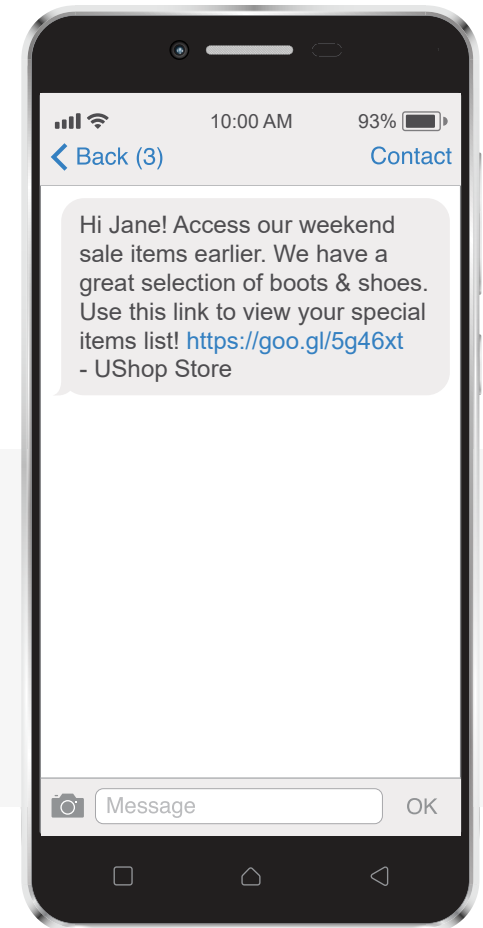 10:00 AM 93%
Back (3) Contact
Hi Jane! Access our weekend
sale items earlier. We have a
great selection of boots & shoes.
Use this link to view your special
items list! https://goo.gl/5g46xt
- UShop Store
Message OK